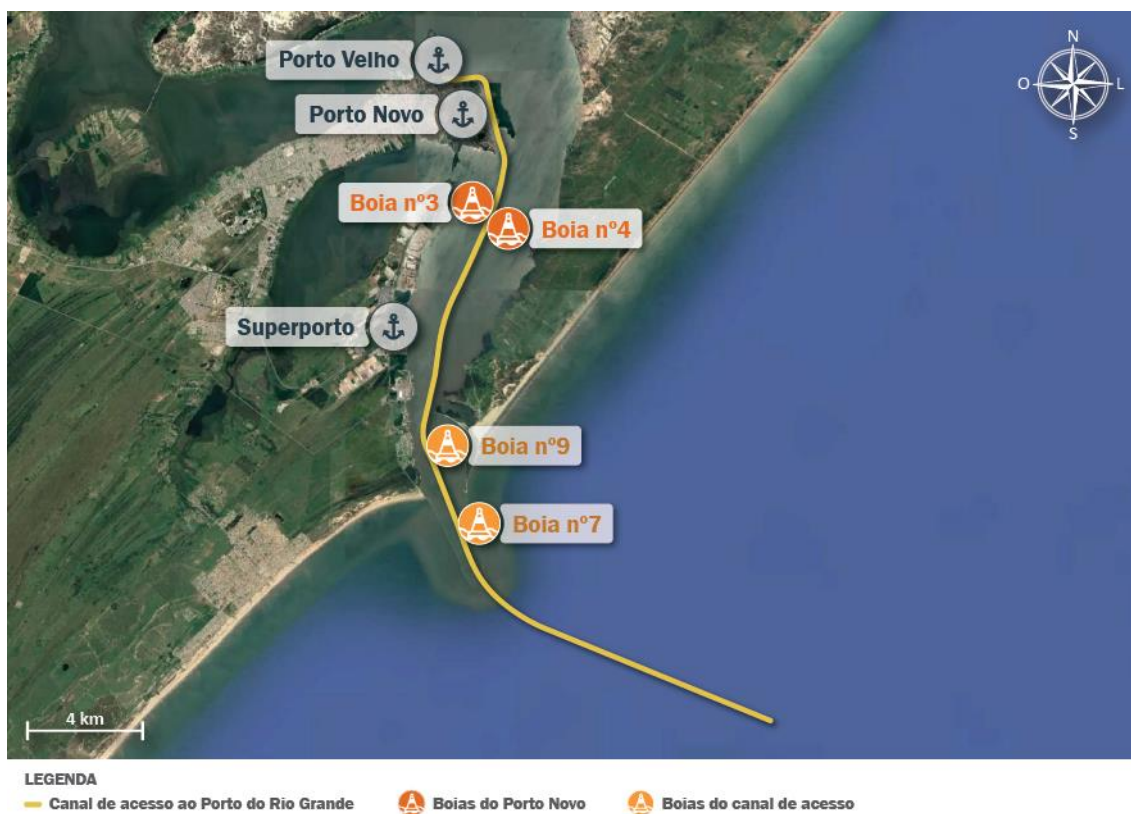 Porto Velho
Porto Novo
Boia nº3
Boia nº4
Superporto
Boia nº9
Boia nº7
N
O
L
S
4 km
LEGENDA
Canal de acesso ao Porto do Rio Grande
Boias do Porto Novo
Boias do canal de acesso